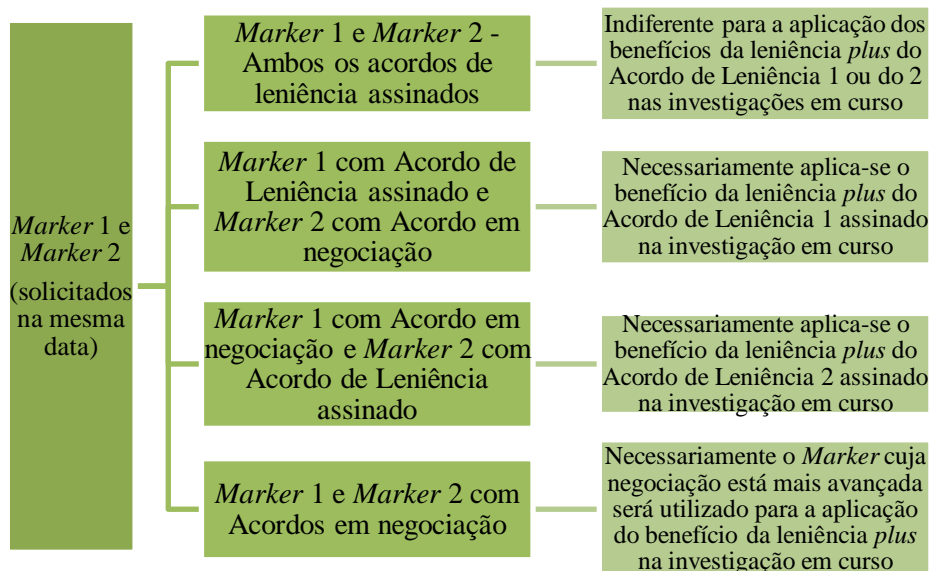 Marker 1 e
Marker 2
(solicitados
na mesma
data)
Marker 1 e Marker 2 -
Ambos os acordos de
leniência assinados
Indiferente para a aplicação dos
benefícios da leniência plus do
Acordo de Leniência 1 ou do 2
nas investigações em curso
Marker 1 com Acordo de
Leniência assinado e
Marker 2 com Acordo em
negociação
Necessariamente aplica-se o
benefício da leniência plus do
Acordo de Leniência 1 assinado
na investigação em curso
Marker 1 com Acordo em
negociação e Marker 2 com
Acordo de Leniência
assinado
Necessariamente aplica-se o
benefício da leniência plus do
Acordo de Leniência 2 assinado
na investigação em curso
Marker 1 e Marker 2 com
Acordos em negociação
Necessariamente o Marker cuja
negociação está mais avançada
será utilizado para a aplicação
do benefício da leniência plus
na investigação em curso